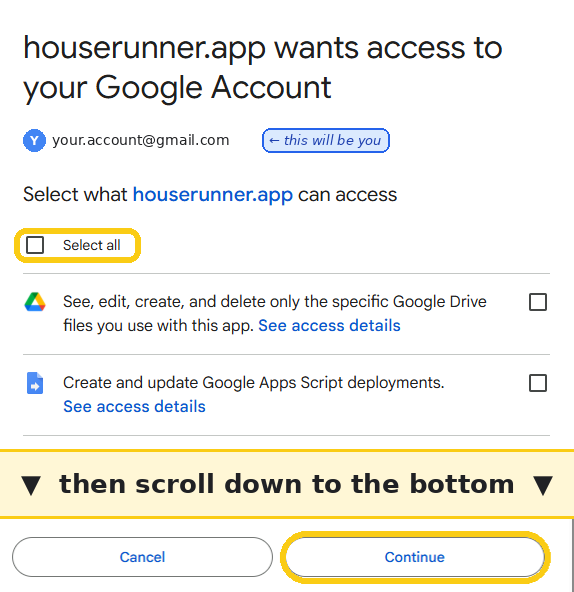 houserunner.app wants access to
your Google Account
Y your.account@gmail.com ← this will be you
Select what houserunner.app can access
Select all
See, edit, create, and delete only the specific Google Drive
files you use with this app. See access details
Create and update Google Apps Script deployments.
See access details
▼ then scroll down to the bottom ▼
Cancel Continue